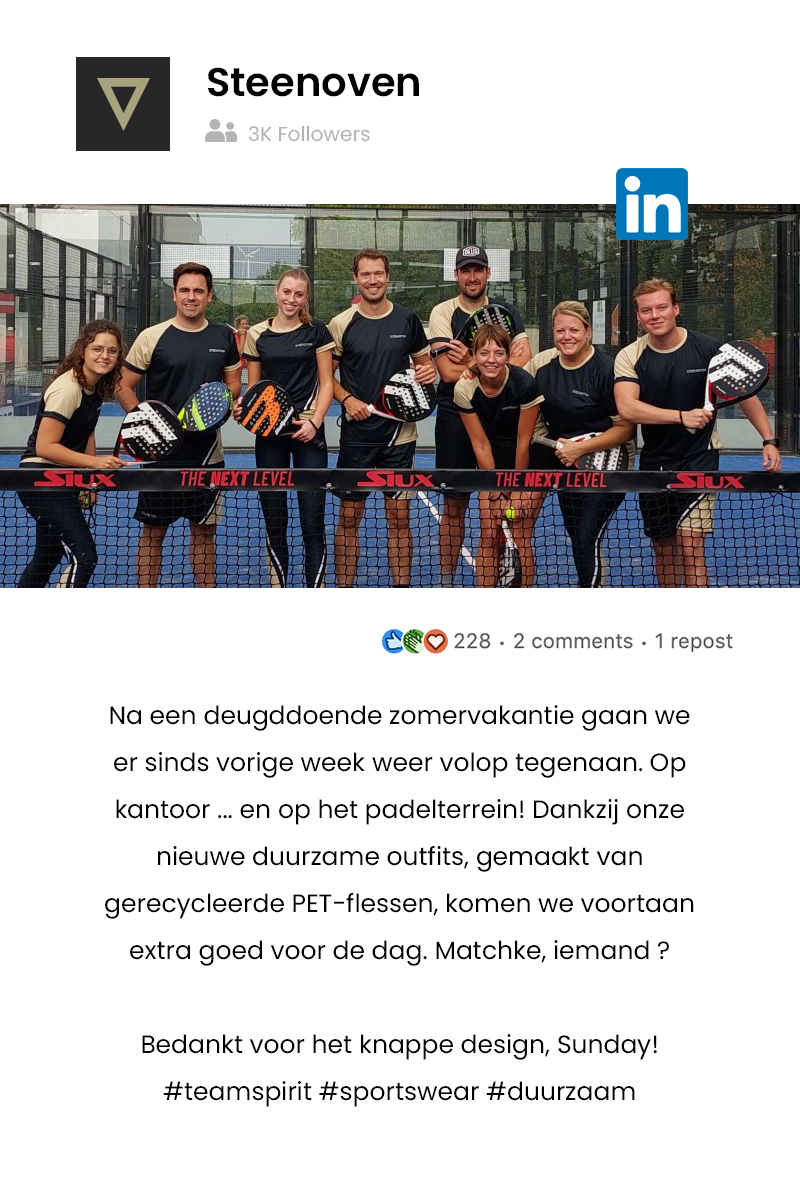 Steenoven
3K Followers
in
SIUX THE NEXT LEVEL SIUX THE NEXT LEVEL SIUX
228 · 2 comments · 1 repost
Na een deugddoende zomervakantie gaan we
er sinds vorige week weer volop tegenaan. Op
kantoor ... en op het padelterrein! Dankzij onze
nieuwe duurzame outfits, gemaakt van
gerecycleerde PET-flessen, komen we voortaan
extra goed voor de dag. Matchke, iemand ?
Bedankt voor het knappe design, Sunday!
#teamspirit #sportswear #duurzaam